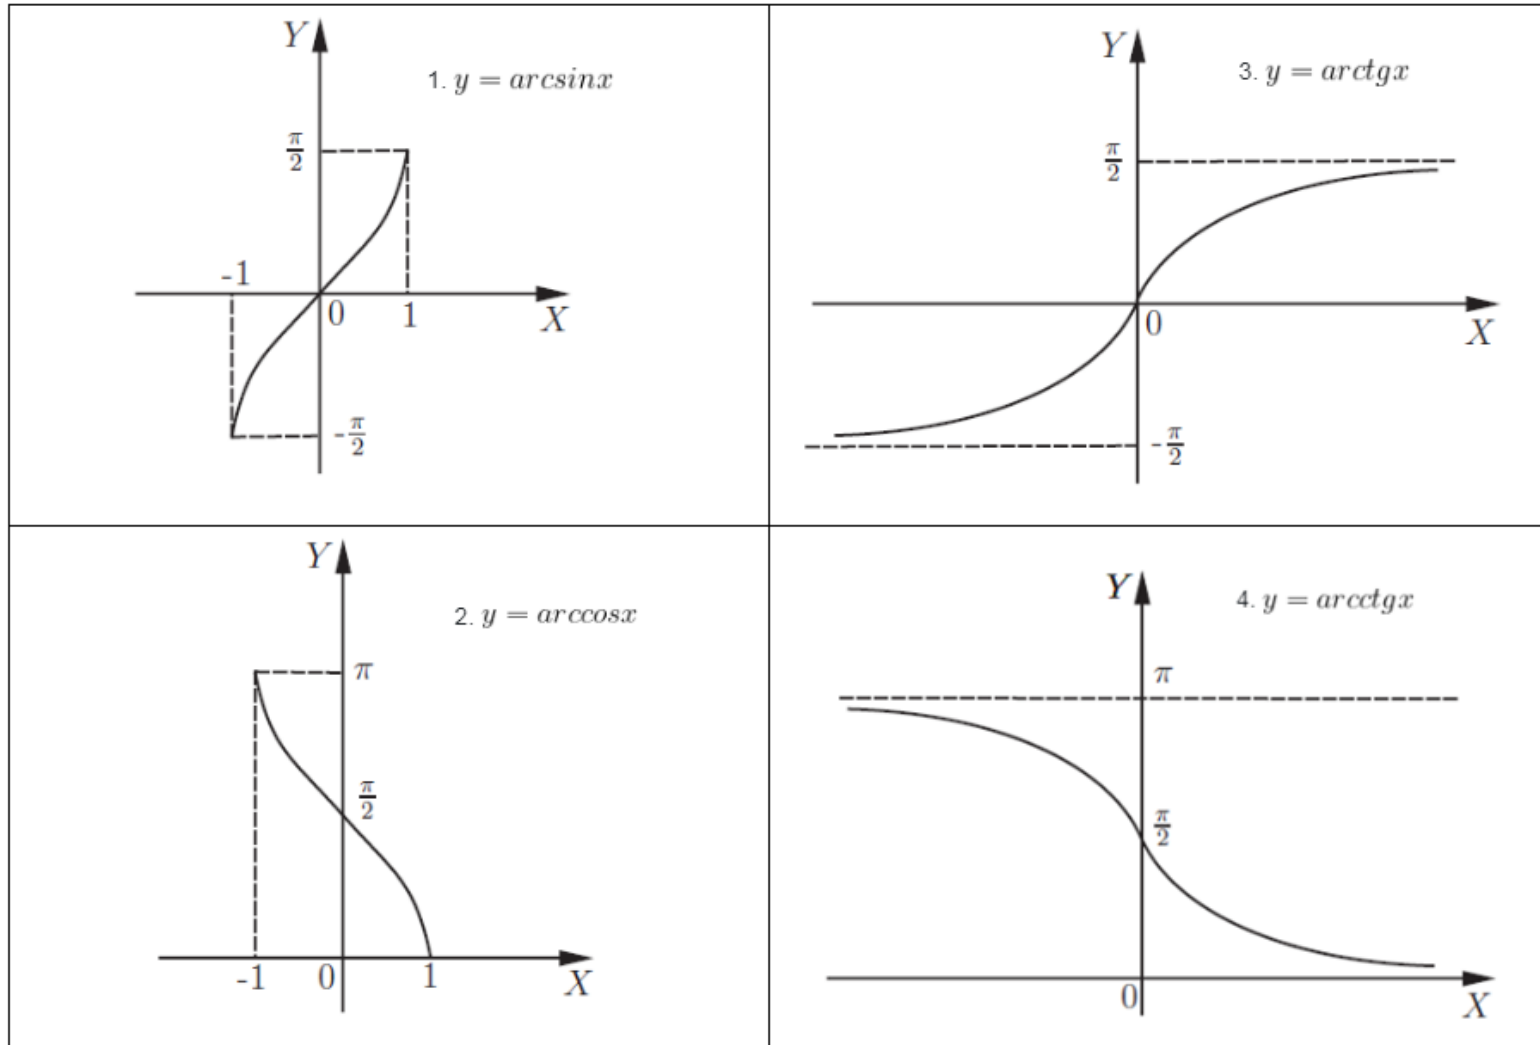 Y
1. y = arcsinx
π/2
-1
0
1
X
-π/2
Y
3. y = arctgx
π/2
0
X
-π/2
Y
2. y = arccosx
π
π/2
-1
0
1
X
Y
4. y = arcctgx
π
π/2
0
X